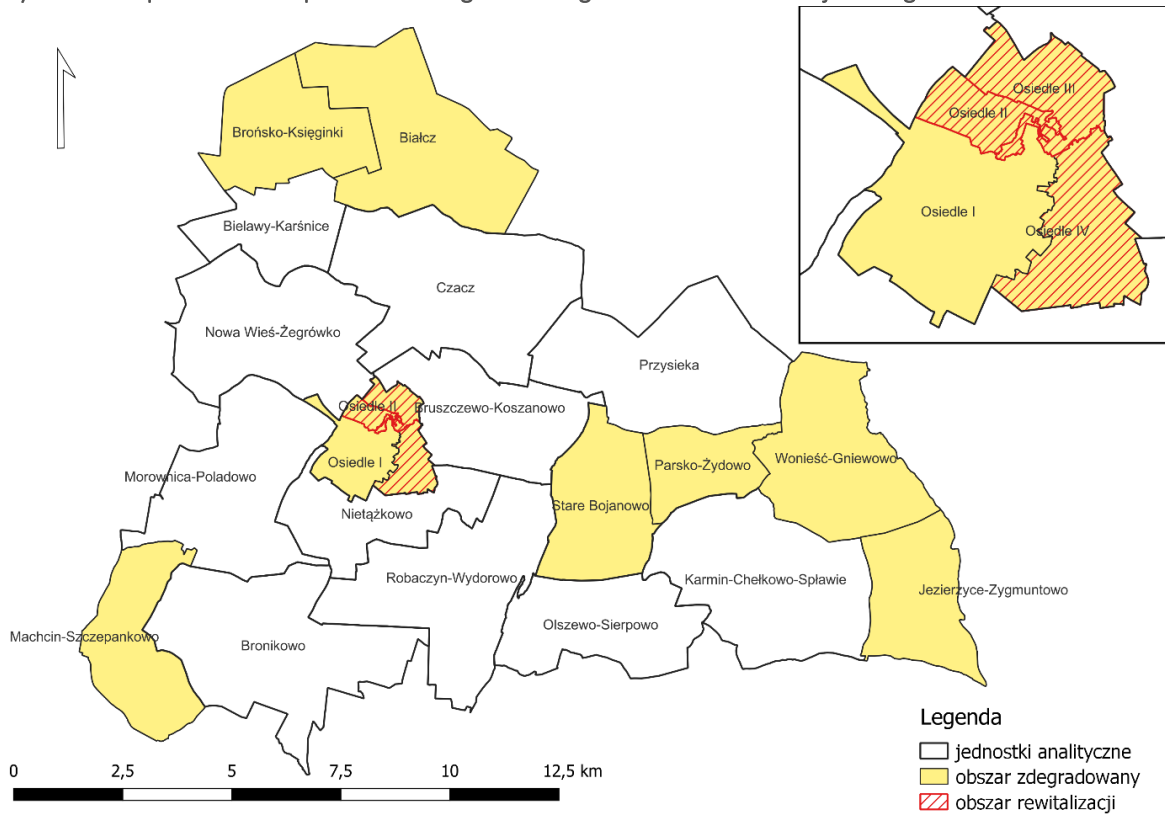 Osiedle III
Osiedle II
Osiedle I
Osiedle IV
Brońsko-Księginki
Białcz
Bielawy-Karśnice
Czacz
Nowa Wieś-Żegrówko
Przysieka
Osiedle II
Bruszczewo-Koszanowo
Osiedle I
Parsko-Żydowo
Wonieść-Gniewowo
Morownica-Poladowo
Stare Bojanowo
Nietążkowo
Robaczyn-Wydorowo
Karmin-Chełkowo-Spławie
Jezierzyce-Zygmuntowo
Machcin-Szczepankowo
Bronikowo
Olszewo-Sierpowo
Legenda
jednostki analityczne
obszar zdegradowany
obszar rewitalizacji
0 2,5 5 7,5 10 12,5 km